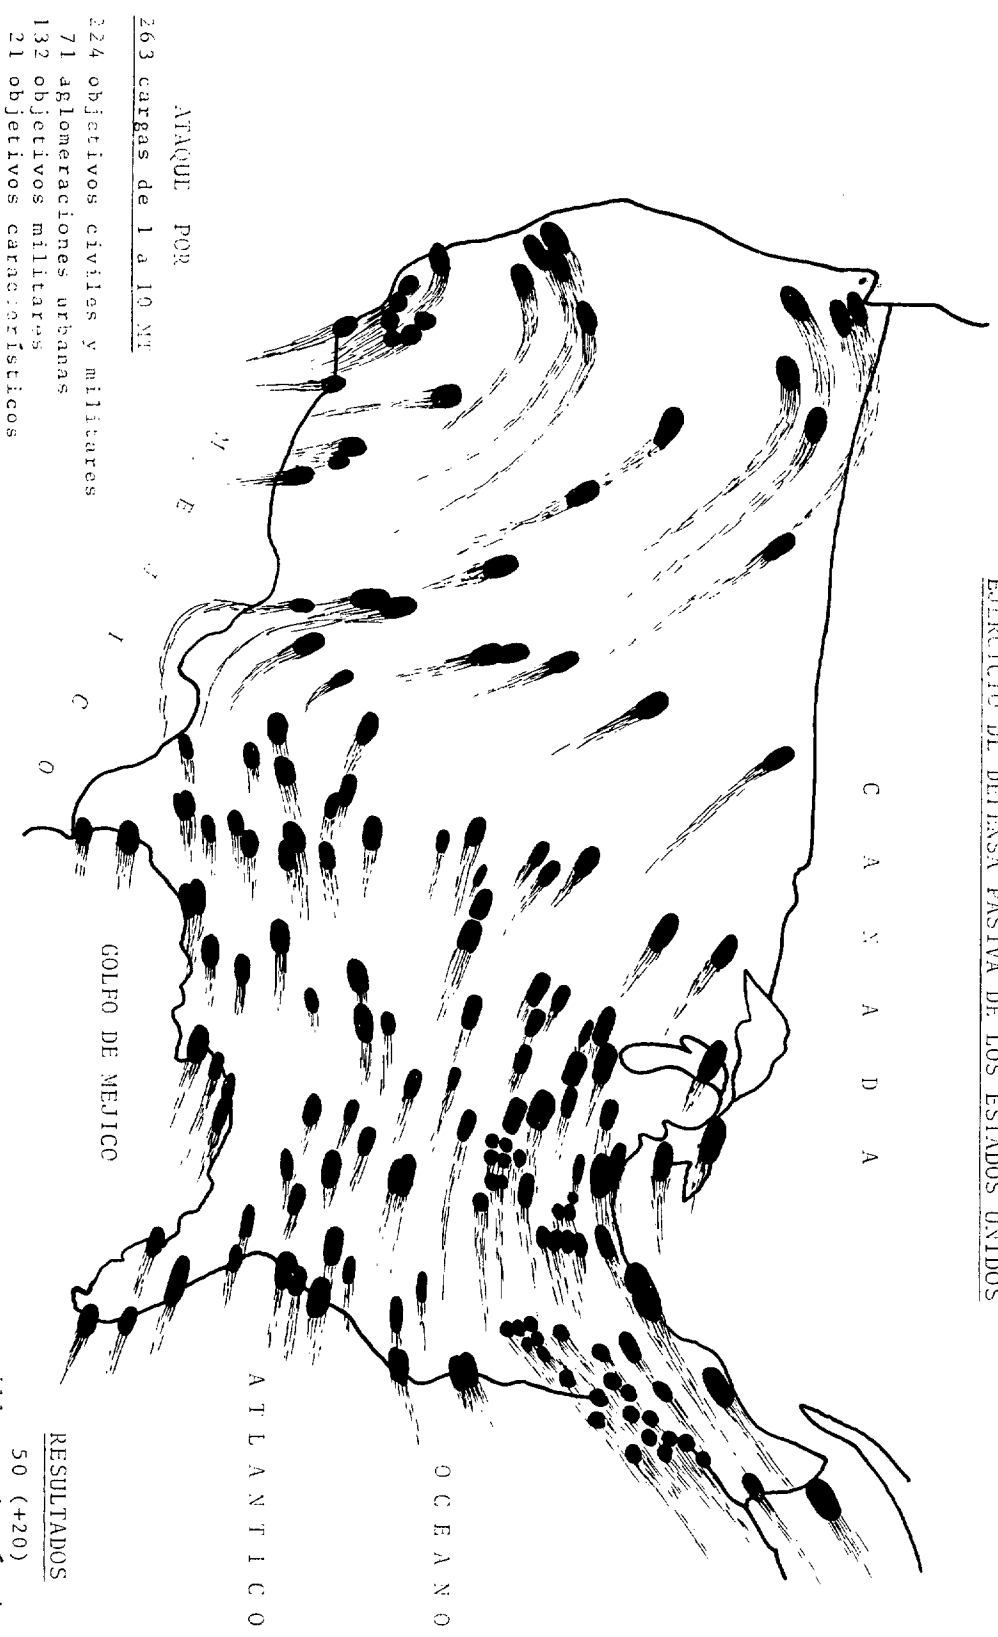 EJERCICIO DE DEFENSA PASIVA DE LOS ESTADOS UNIDOS
C A N A D A
ATAQUE POR
263 cargas de 1 a 10 MT
224 objetivos civiles y militares
71 aglomeraciones urbanas
132 objetivos militares
21 objetivos característicos
M E J I C O
GOLFO DE MEJICO
OCEANO
ATLANTICO
RESULTADOS
50 (+20)